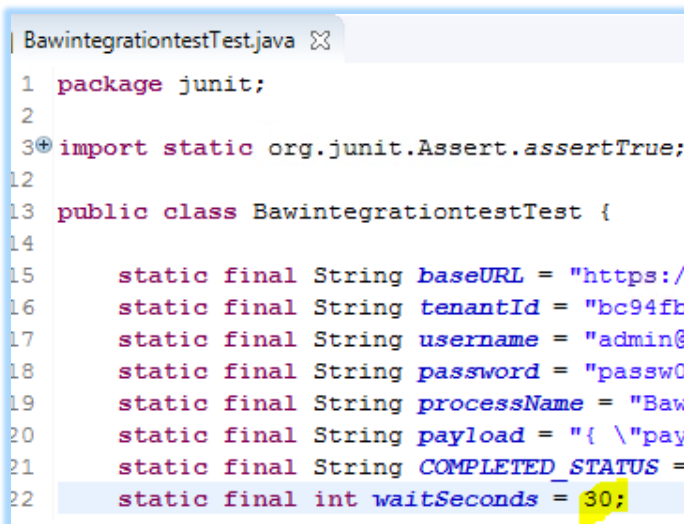 BawintegrationtestTest.java
1 package junit;
2
3 import static org.junit.Assert.assertTrue;
12
13 public class BawintegrationtestTest {
14
15 static final String baseURL = "https:/
16 static final String tenantId = "bc94fb
17 static final String username = "admin@
18 static final String password = "passw0
19 static final String processName = "Baw
20 static final String payload = "{ \"pay
21 static final String COMPLETED_STATUS =
22 static final int waitSeconds = 30;